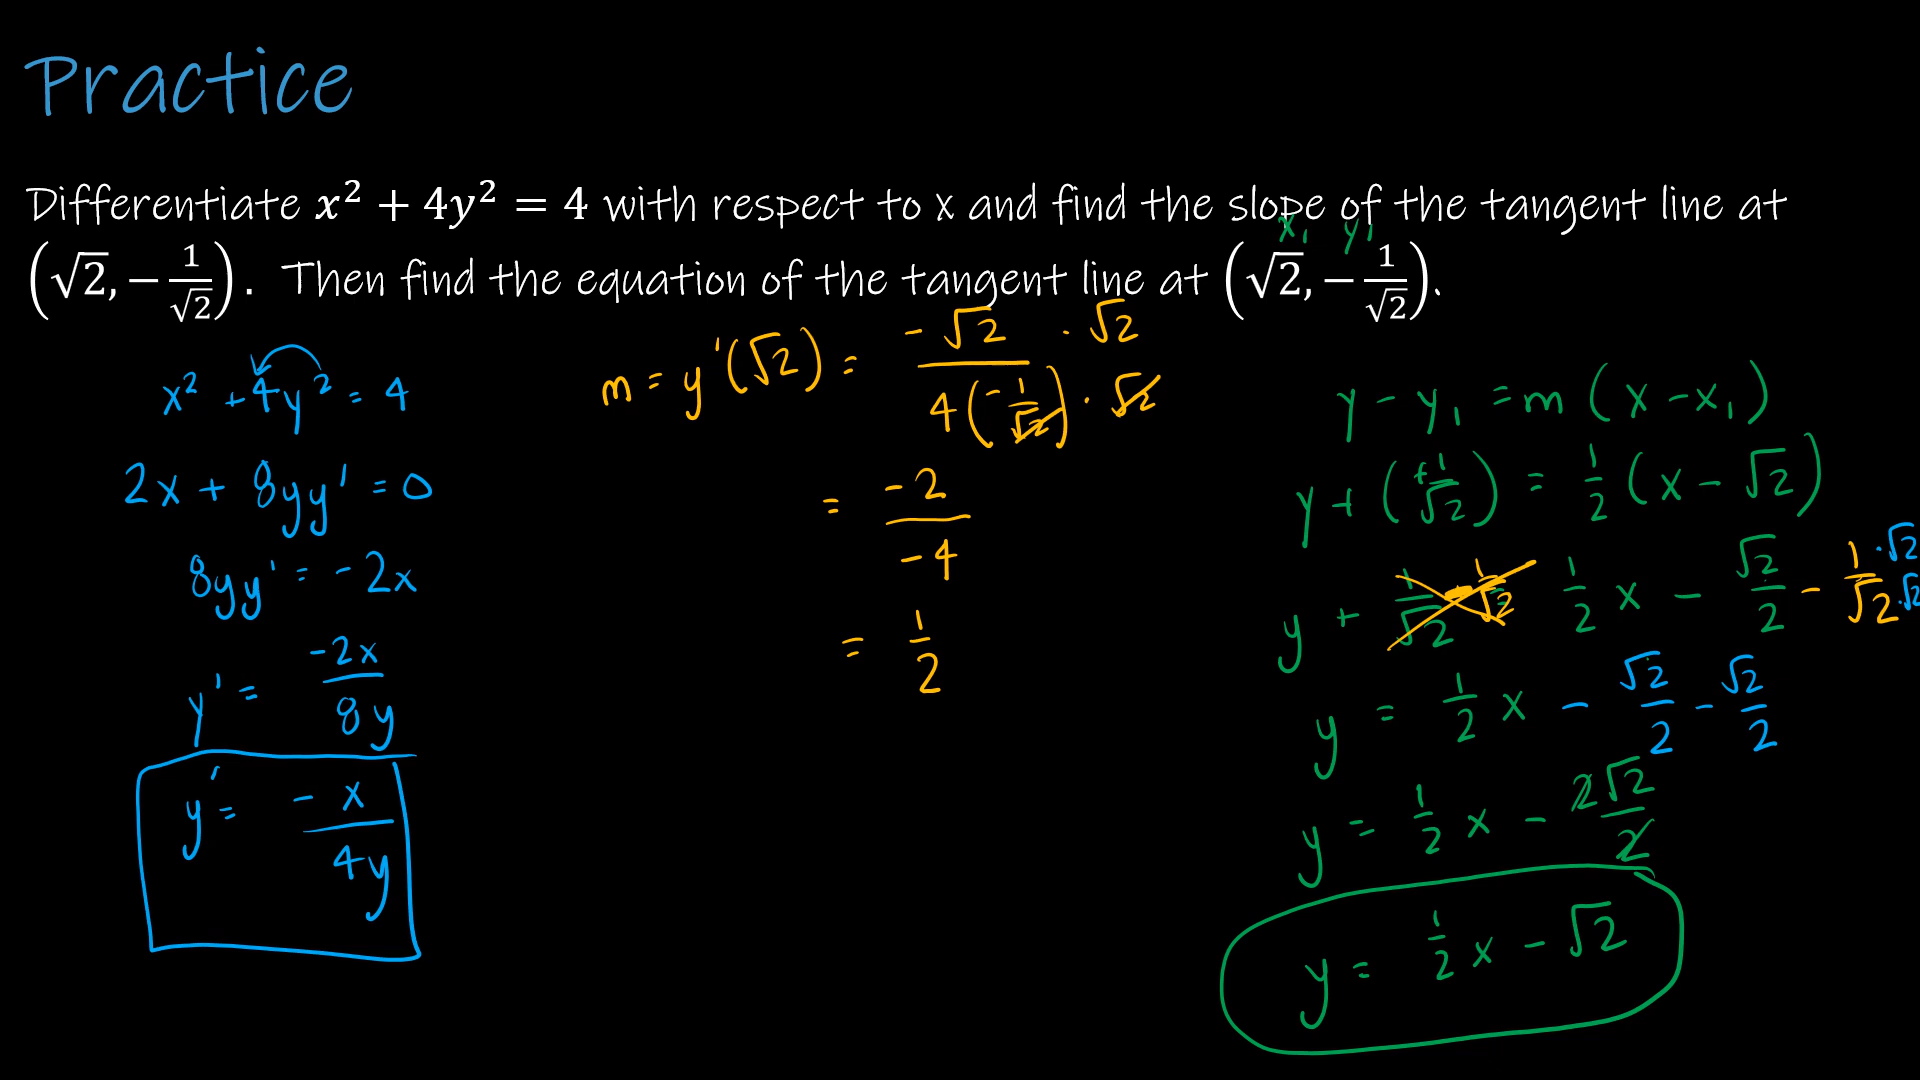 Practice
Differentiate x² + 4y² = 4 with respect to x and find the slope of the tangent line at
(√2, −1/√2). Then find the equation of the tangent line at (√2, −1/√2).
x₁ y₁
x² + 4y² = 4
2x + 8yy' = 0
8yy' = -2x
y' = -2x/8y
y' = -x/4y
m = y'(√2) = -√2/4(-1/√2) · √2/√2
= -2/-4
= 1/2
y - y₁ = m(x - x₁)
y + (+1/√2) = 1/2(x - √2)
y + 1/√2 - 1/√2 = 1/2 x - √2/2 - 1/√2 · √2/√2
y = 1/2 x - √2/2 - √2/2
y = 1/2 x - 2√2/2
y = 1/2 x - √2